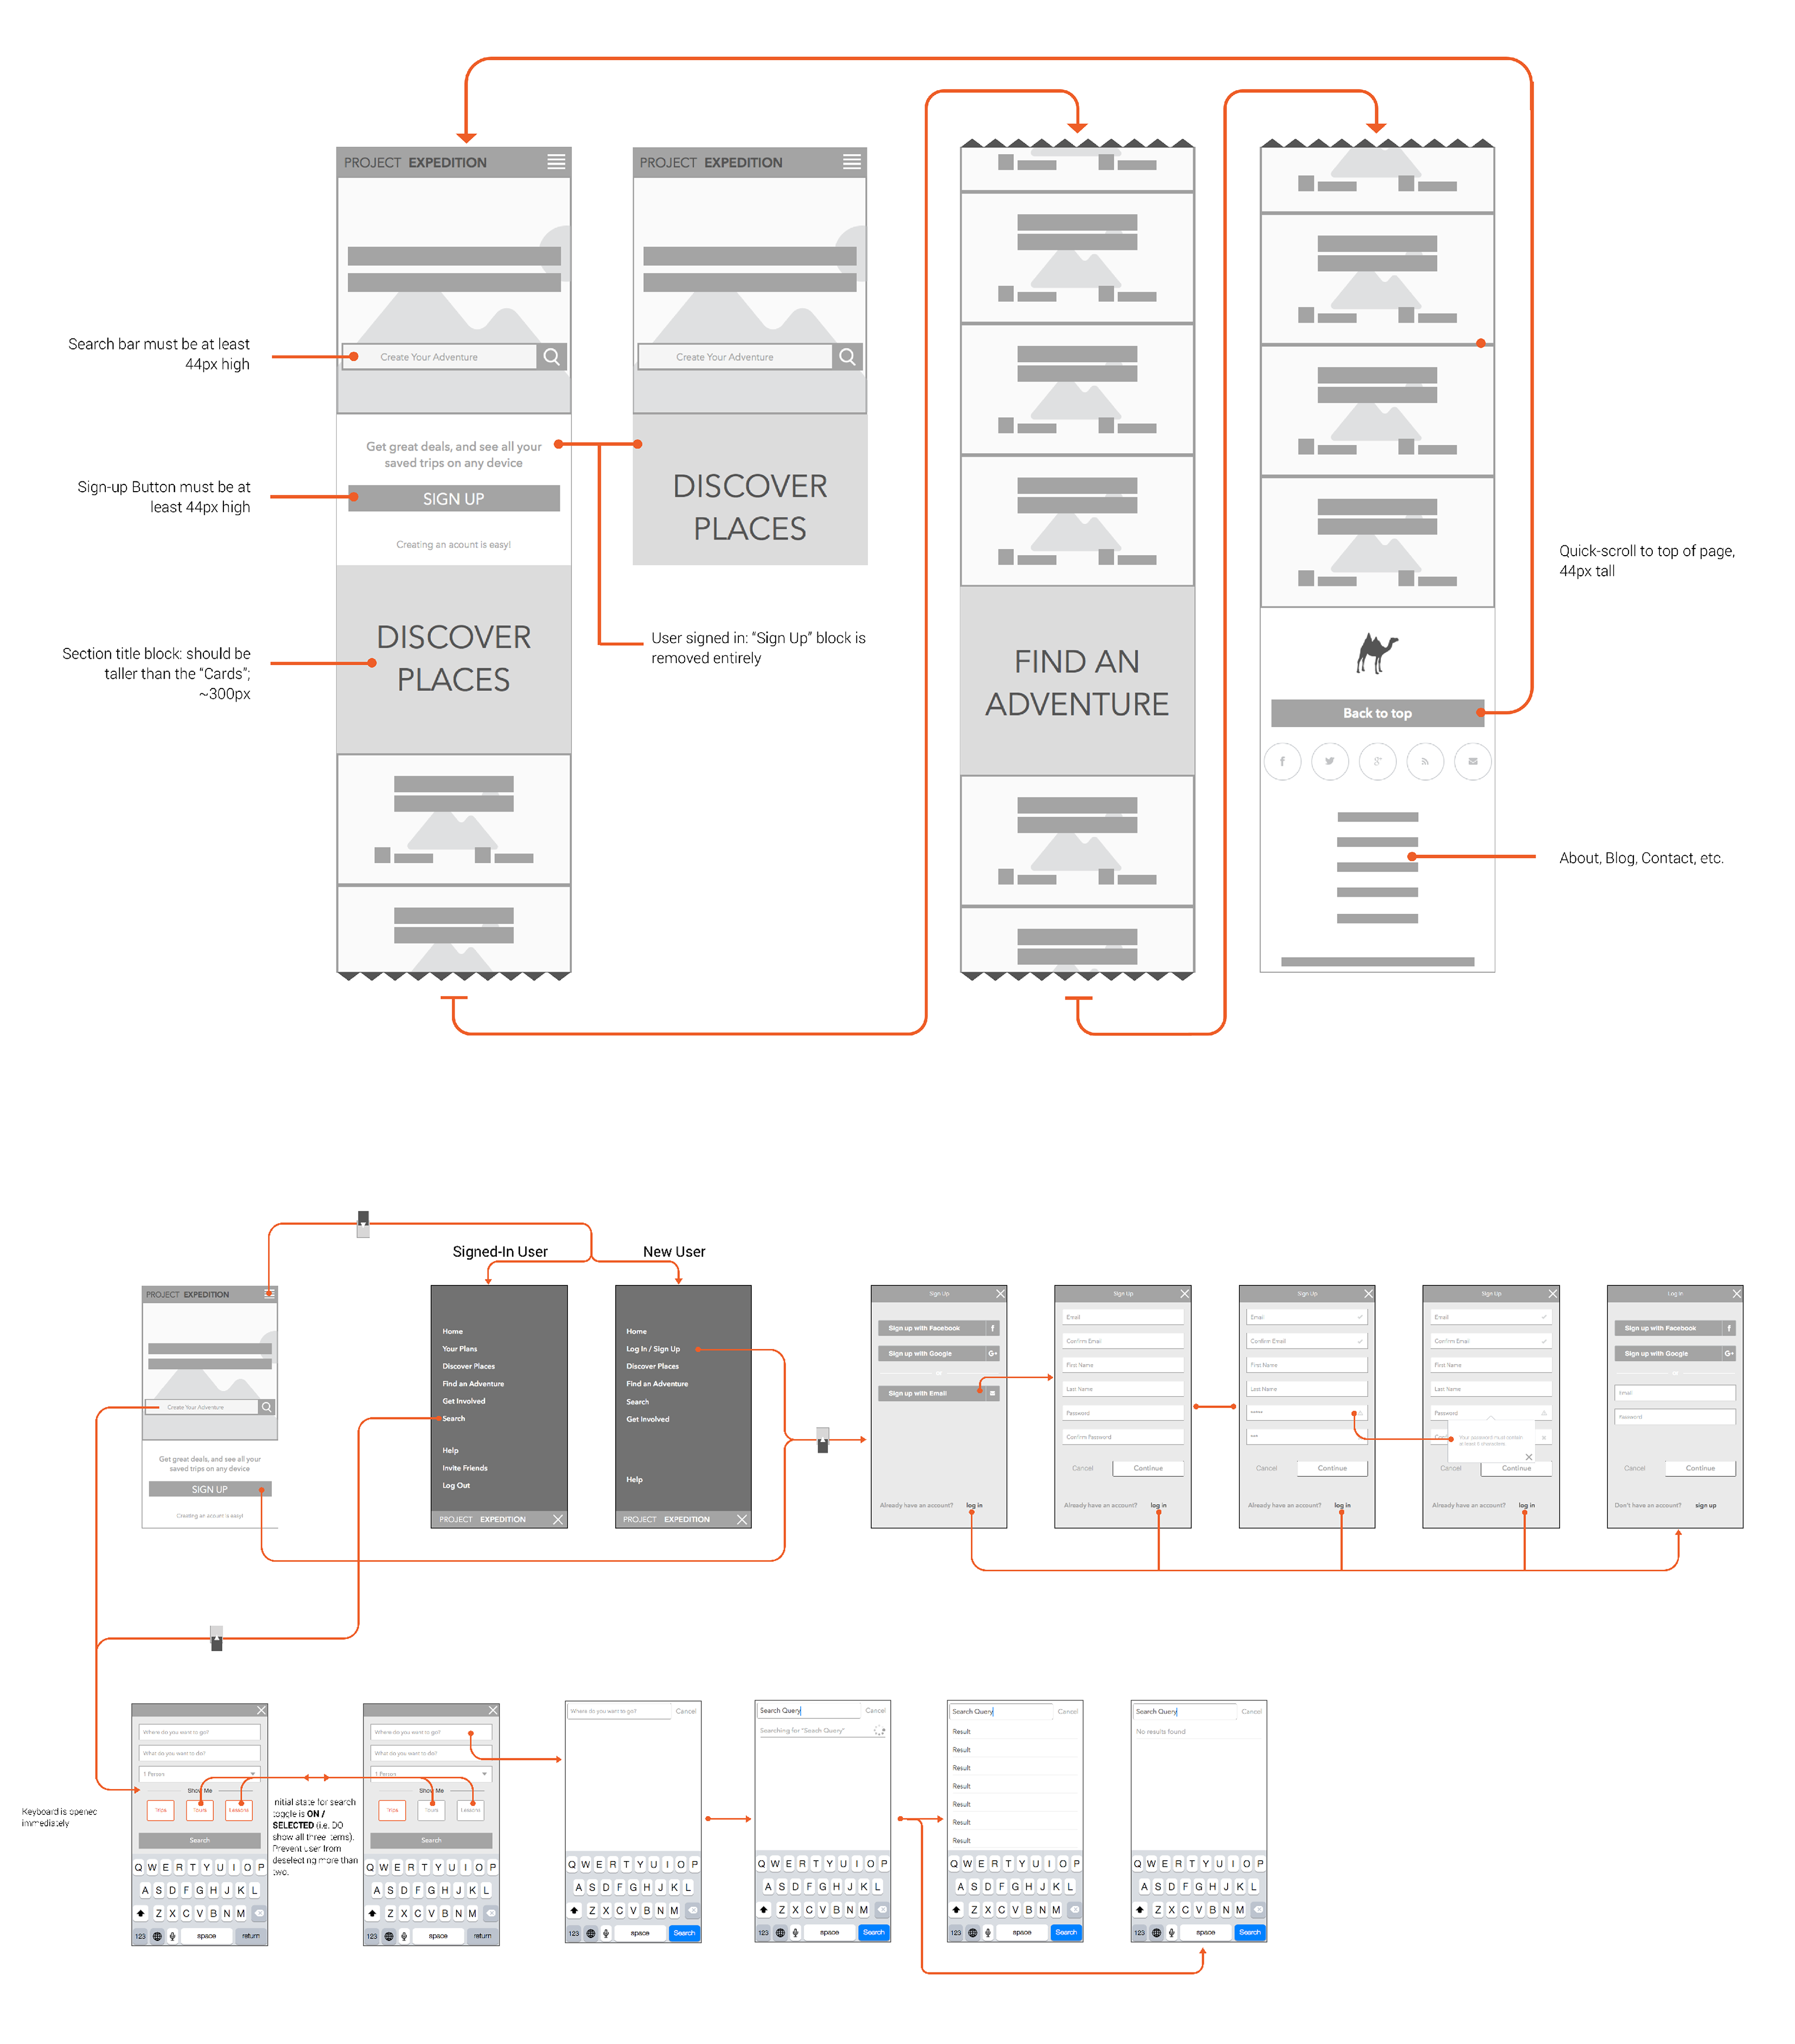 PROJECT EXPEDITION
PROJECT EXPEDITION
Search bar must be at least
44px high
Create Your Adventure
Create Your Adventure
Get great deals, and see all your
saved trips on any device
Sign-up Button must be at
least 44px high
SIGN UP
Creating an acount is easy!
DISCOVER
PLACES
Quick-scroll to top of page,
44px tall
Section title block: should be
taller than the “Cards”;
~300px
DISCOVER
PLACES
User signed in: “Sign Up” block is
removed entirely
FIND AN
ADVENTURE
Back to top
About, Blog, Contact, etc.
Signed-In User
New User
PROJECT EXPEDITION
Create Your Adventure
Get great deals, and see all your
saved trips on any device
SIGN UP
Creating an acount is easy!
Home
Your Plans
Discover Places
Find an Adventure
Get Involved
Search
Help
Invite Friends
Log Out
PROJECT EXPEDITION
Home
Log In / Sign Up
Discover Places
Find an Adventure
Search
Get Involved
Help
PROJECT EXPEDITION
Sign Up
Sign up with Facebook
Sign up with Google
Sign up with Email
Already have an account? log in
Sign Up
Email
Confirm Email
First Name
Last Name
Password
Confirm Password
Cancel Continue
Already have an account? log in
Sign Up
Email
Confirm Email
First Name
Last Name
Cancel Continue
Already have an account? log in
Sign Up
Email
Confirm Email
First Name
Last Name
Password
Your password must contain
at least 8 characters.
Cancel Continue
Already have an account? log in
Log In
Sign up with Facebook
Sign up with Google
Email
Password
Cancel Continue
Don't have an account? sign up
Keyboard is opened
immediately
Where do you want to go?
What do you want to do?
1 Person
Show Me
Trips Tours Lessons
Search
Q W E R T Y U I O P
A S D F G H J K L
Z X C V B N M
123 space return
Initial state for search
toggle is ON /
SELECTED (i.e. DO
show all three items).
Prevent user from
deselecting more than
two.
Where do you want to go?
What do you want to do?
1 Person
Show Me
Trips Tours Lessons
Search
Q W E R T Y U I O P
A S D F G H J K L
Z X C V B N M
123 space return
Where do you want to go? Cancel
Q W E R T Y U I O P
A S D F G H J K L
Z X C V B N M
123 space Search
Search Query Cancel
Searching for “Seach Query”
Q W E R T Y U I O P
A S D F G H J K L
Z X C V B N M
123 space Search
Search Query Cancel
Result
Result
Result
Result
Result
Result
Result
Q W E R T Y U I O P
A S D F G H J K L
Z X C V B N M
123 space Search
Search Query Cancel
No results found
Q W E R T Y U I O P
A S D F G H J K L
Z X C V B N M
123 space Search